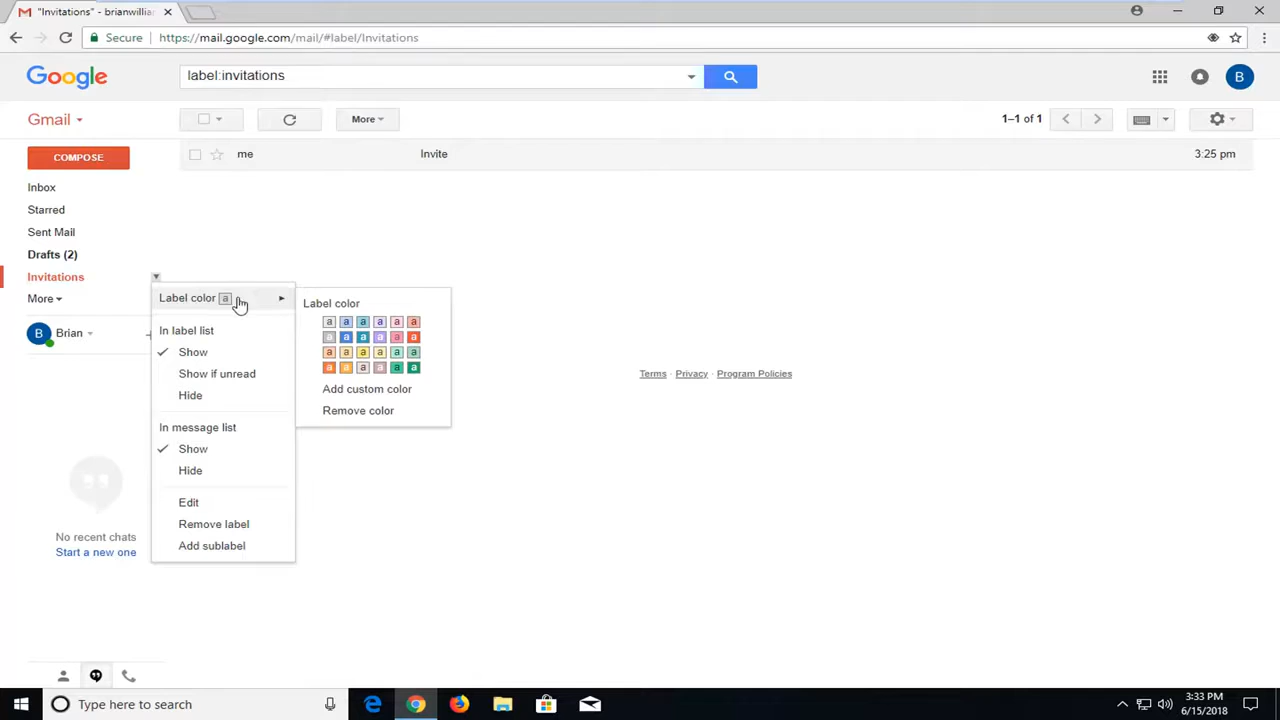 "Invitations" - brianwillia
Secure https://mail.google.com/mail/#label/Invitations
Google
label:invitations
B
Gmail
More
1–1 of 1
COMPOSE
me Invite 3:25 pm
Inbox
Starred
Sent Mail
Drafts (2)
Invitations
More
B Brian
Label color a
In label list
Show
Show if unread
Hide
In message list
Show
Hide
Edit
Remove label
Add sublabel
Label color
a a a a a a
a a a a a a
a a a a a a
a a a a a a
Add custom color
Remove color
Terms - Privacy - Program Policies
No recent chats
Start a new one
Type here to search
3:33 PM
6/15/2018